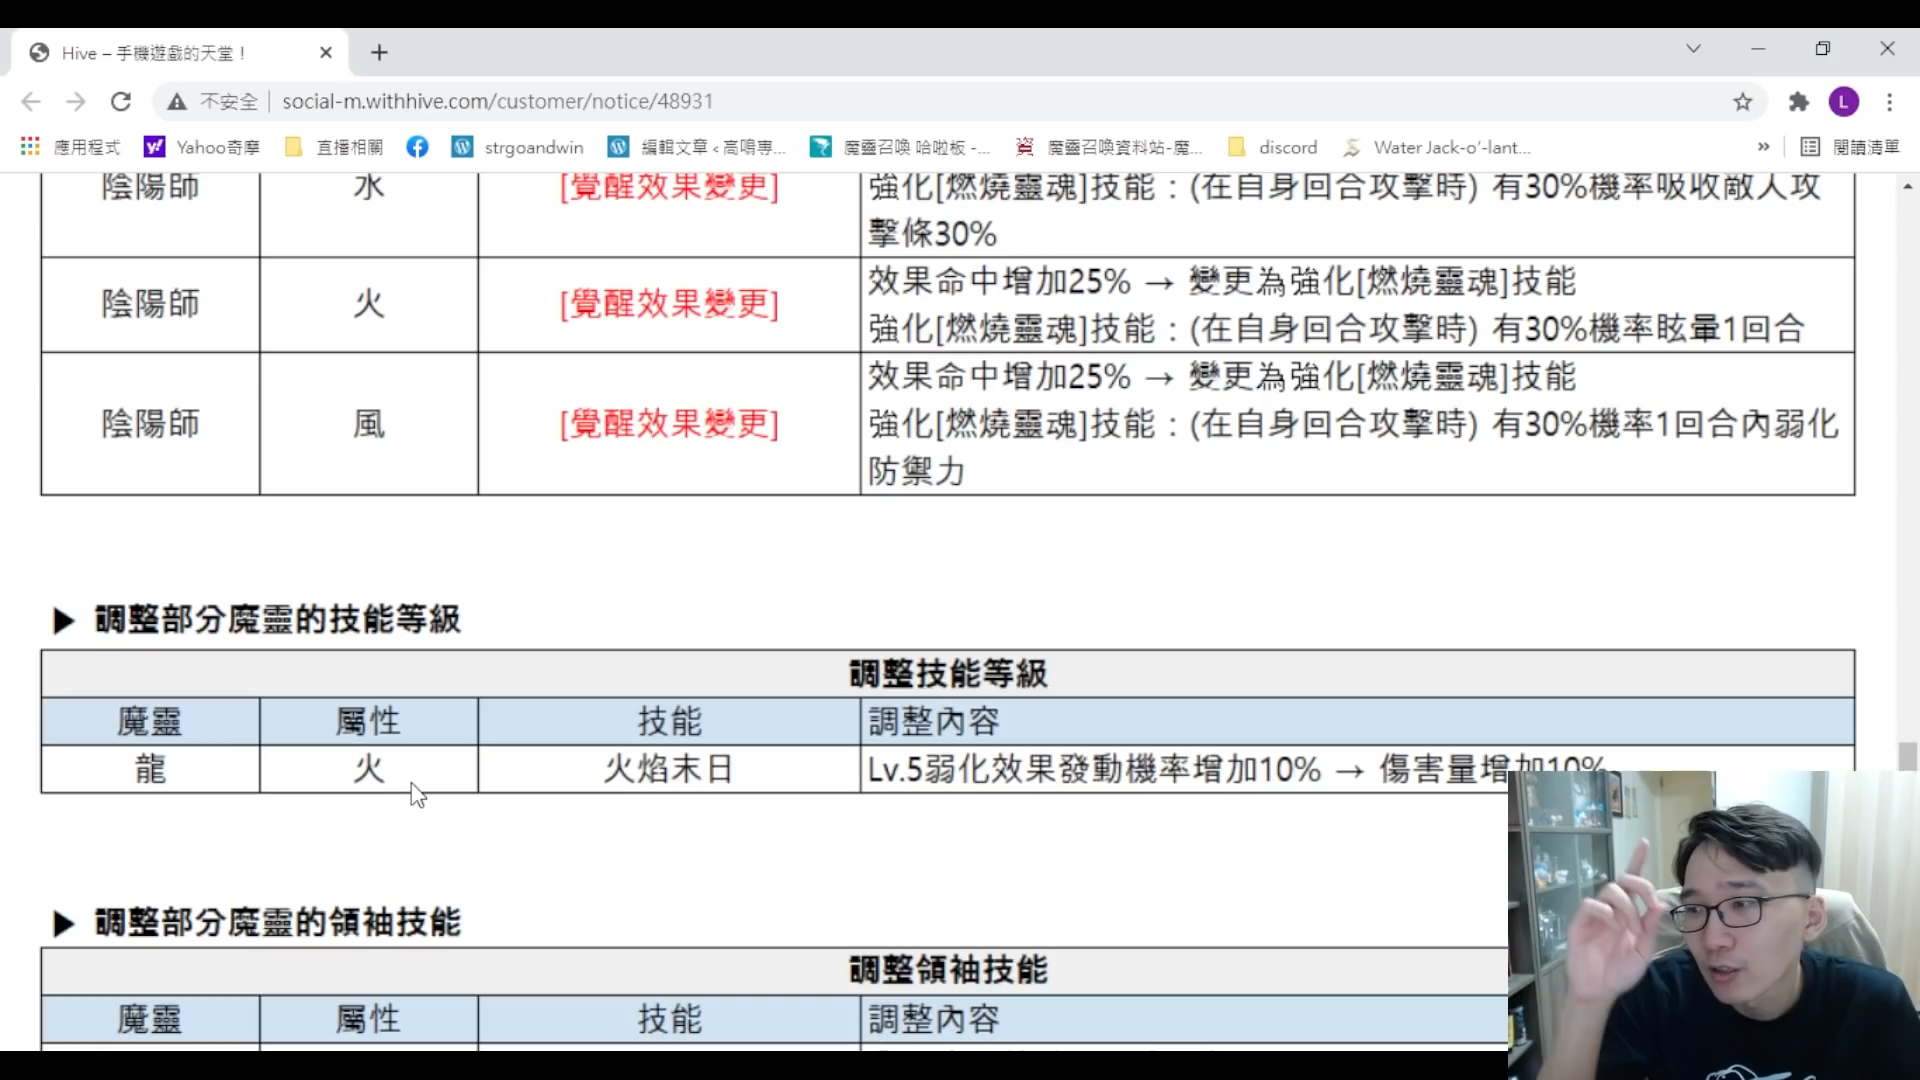 Hive – 手機遊戲的天堂！
不安全
social-m.withhive.com/customer/notice/48931
L
應用程式
Yahoo奇摩
直播相關
strgoandwin
編輯文章 ‹ 高鳴專...
魔靈召喚 哈啦板 -...
魔靈召喚資料站-魔...
discord
Water Jack-o'-lant...
»
閱讀清單
陰陽師 水 [覺醒效果變更] 強化[燃燒靈魂]技能：(在自身回合攻擊時) 有30%機率吸收敵人攻
擊條30%
陰陽師 火 [覺醒效果變更] 效果命中增加25% → 變更為強化[燃燒靈魂]技能
強化[燃燒靈魂]技能：(在自身回合攻擊時) 有30%機率眩暈1回合
陰陽師 風 [覺醒效果變更] 效果命中增加25% → 變更為強化[燃燒靈魂]技能
強化[燃燒靈魂]技能：(在自身回合攻擊時) 有30%機率1回合內弱化
防禦力
▶ 調整部分魔靈的技能等級
調整技能等級
魔靈 屬性 技能 調整內容
龍 火 火焰末日 Lv.5弱化效果發動機率增加10% → 傷害量增加10%
▶ 調整部分魔靈的領袖技能
調整領袖技能
魔靈 屬性 技能 調整內容